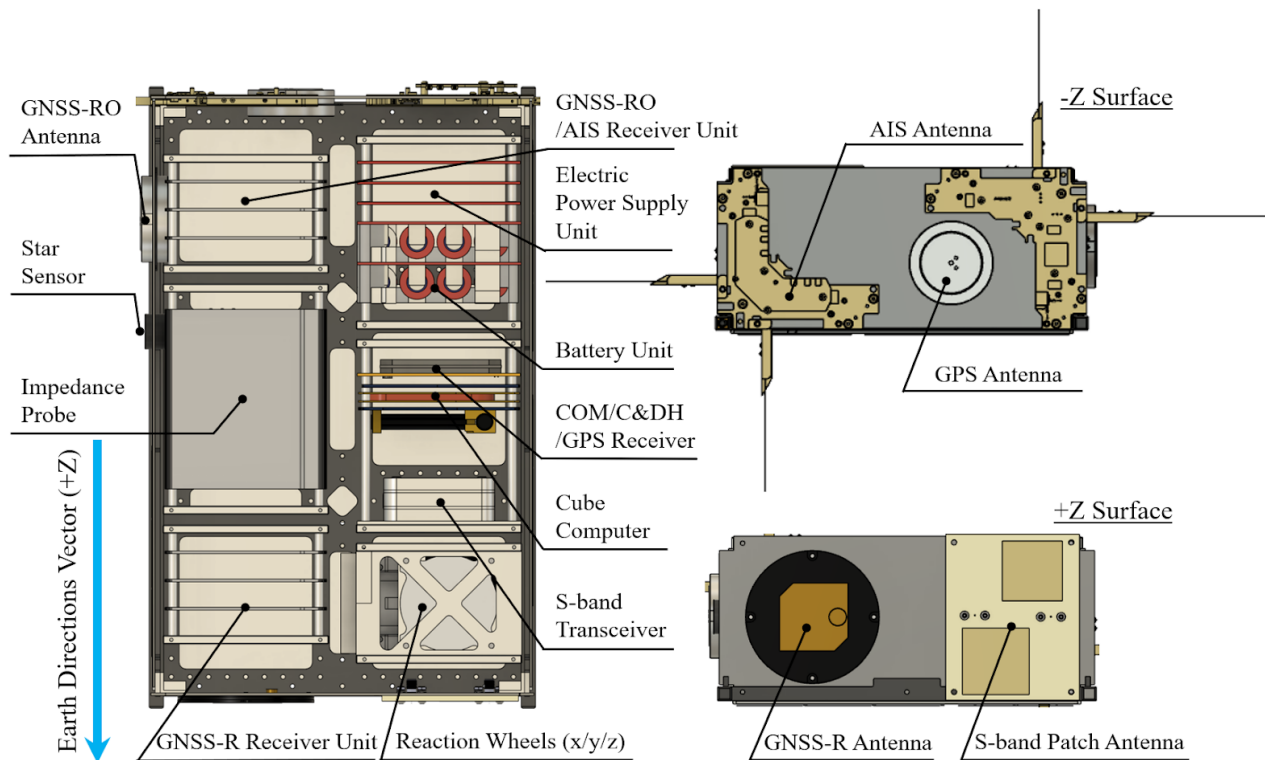 GNSS-RO
Antenna
Star
Sensor
Impedance
Probe
Earth Directions Vector (+Z)
GNSS-RO
/AIS Receiver Unit
Electric
Power Supply
Unit
Battery Unit
COM/C&DH
/GPS Receiver
Cube
Computer
S-band
Transceiver
GNSS-R Receiver Unit
Reaction Wheels (x/y/z)
-Z Surface
AIS Antenna
GPS Antenna
+Z Surface
GNSS-R Antenna
S-band Patch Antenna